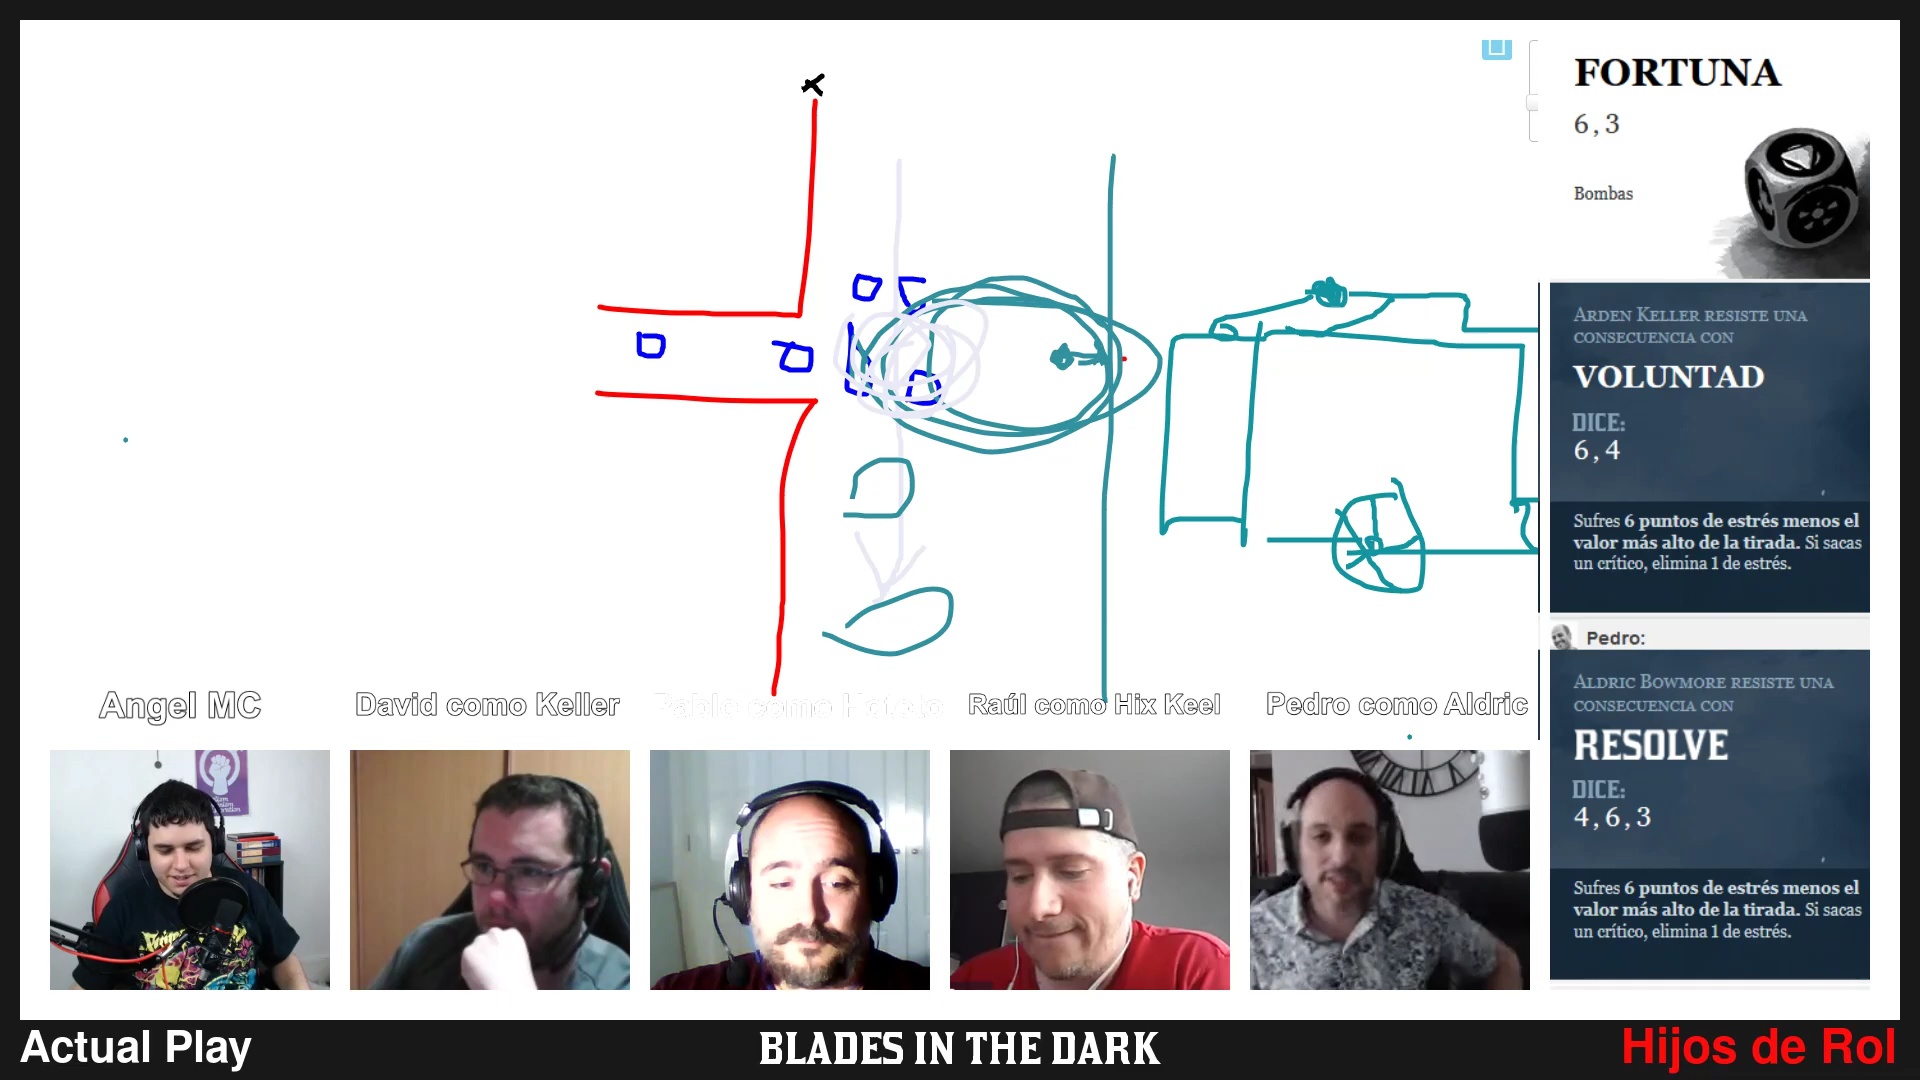 FORTUNA
6, 3
Bombas
ARDEN KELLER RESISTE UNA
CONSECUENCIA CON
VOLUNTAD
DICE:
6, 4
Sufres 6 puntos de estrés menos el
valor más alto de la tirada. Si sacas
un crítico, elimina 1 de estrés.
Pedro:
ALDRIC BOWMORE RESISTE UNA
CONSECUENCIA CON
RESOLVE
DICE:
4, 6, 3
Sufres 6 puntos de estrés menos el
valor más alto de la tirada. Si sacas
un crítico, elimina 1 de estrés.
Angel MC
David como Keller
Pablo como
Raúl como Hix Keel
Pedro como Aldric
Actual Play
BLADES IN THE DARK
Hijos de Rol